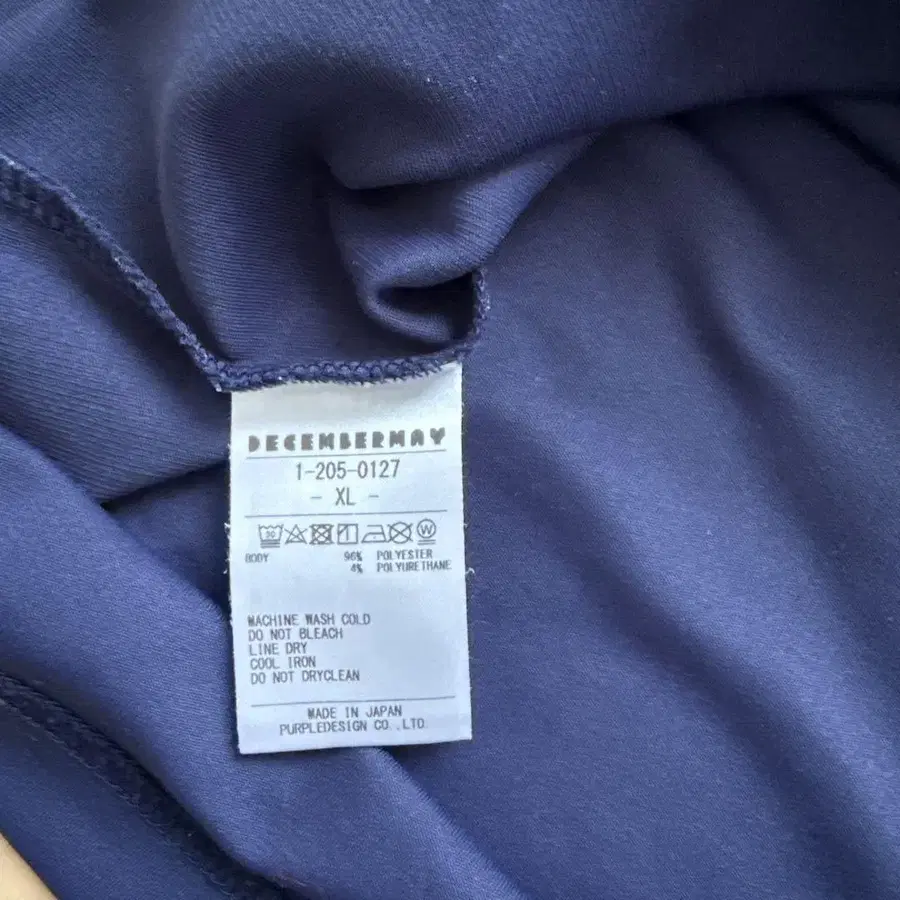 DECEMBERMAY
1-205-0127
- XL -
30 W
BODY 96% POLYESTER
4% POLYURETHANE
MACHINE WASH COLD
DO NOT BLEACH
LINE DRY
COOL IRON
DO NOT DRYCLEAN
MADE IN JAPAN
PURPLEDESIGN CO.,LTD.